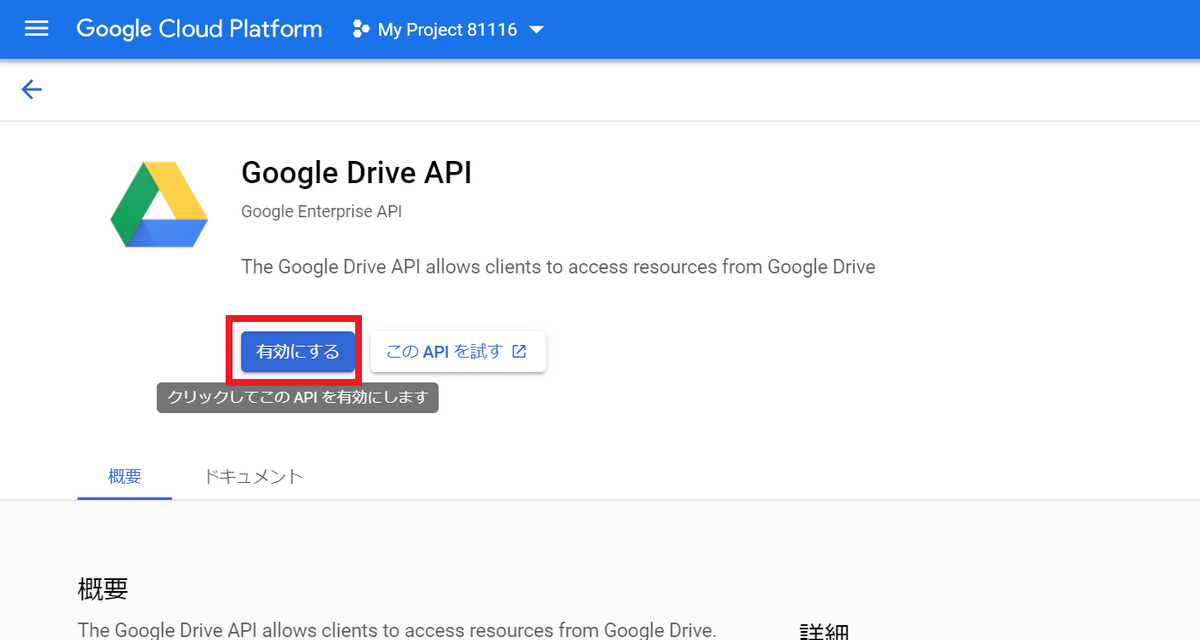 Google Cloud Platform My Project 81116
Google Drive API
Google Enterprise API
The Google Drive API allows clients to access resources from Google Drive
有効にする この API を試す
クリックしてこの API を有効にします
概要 ドキュメント
概要
The Google Drive API allows clients to access resources from Google Drive.
詳細